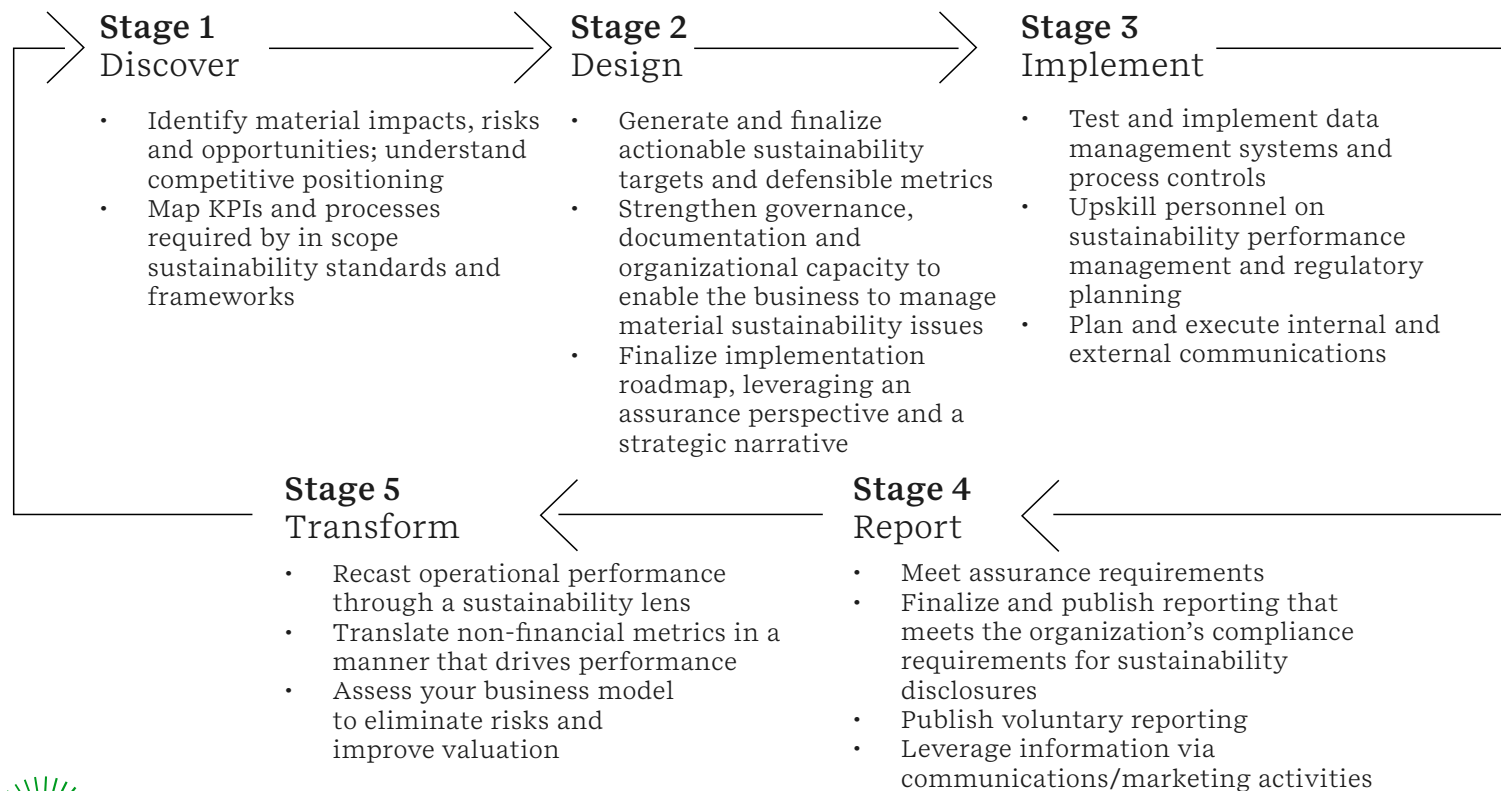 Stage 1
Discover
• Identify material impacts, risks
and opportunities; understand
competitive positioning
• Map KPIs and processes
required by in scope
sustainability standards and
frameworks
Stage 2
Design
• Generate and finalize
actionable sustainability
targets and defensible metrics
• Strengthen governance,
documentation and
organizational capacity to
enable the business to manage
material sustainability issues
• Finalize implementation
roadmap, leveraging an
assurance perspective and a
strategic narrative
Stage 3
Implement
• Test and implement data
management systems and
process controls
• Upskill personnel on
sustainability performance
management and regulatory
planning
• Plan and execute internal and
external communications
Stage 4
Report
• Meet assurance requirements
• Finalize and publish reporting that
meets the organization’s compliance
requirements for sustainability
disclosures
• Publish voluntary reporting
• Leverage information via
communications/marketing activities
Stage 5
Transform
• Recast operational performance
through a sustainability lens
• Translate non-financial metrics in a
manner that drives performance
• Assess your business model
to eliminate risks and
improve valuation